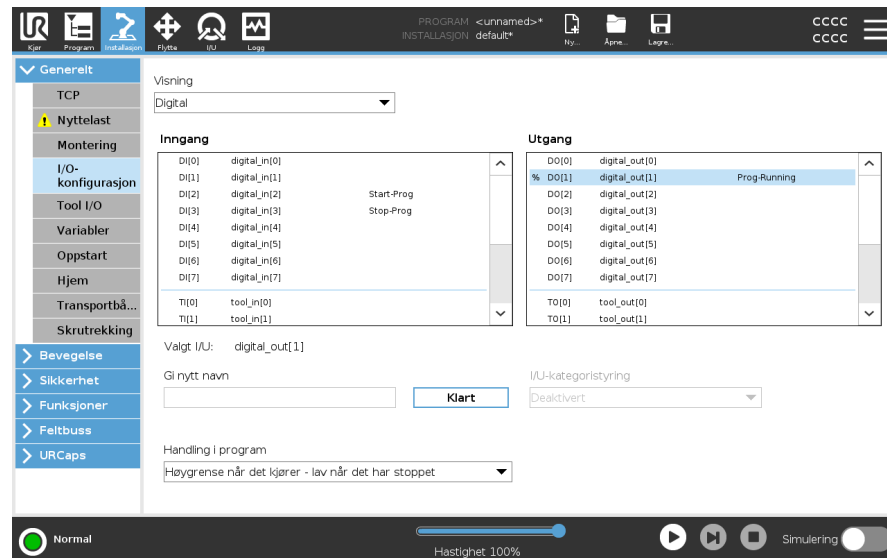 PROGRAM <unnamed>*
INSTALLASJON default*
CCCC
CCCC
Kjør Program Installasjon Flytte I/U Logg
Ny... Åpne... Lagre...
Generelt
TCP
Nyttelast
Montering
I/O-
konfigurasjon
Tool I/O
Variabler
Oppstart
Hjem
Transportbå...
Skrutrekking
Bevegelse
Sikkerhet
Funksjoner
Feltbuss
URCaps
Visning
Digital
Inngang
DI[0] digital_in[0]
DI[1] digital_in[1]
DI[2] digital_in[2] Start-Prog
DI[3] digital_in[3] Stop-Prog
DI[4] digital_in[4]
DI[5] digital_in[5]
DI[6] digital_in[6]
DI[7] digital_in[7]
TI[0] tool_in[0]
TI[1] tool_in[1]
Utgang
DO[0] digital_out[0]
% DO[1] digital_out[1] Prog-Running
DO[2] digital_out[2]
DO[3] digital_out[3]
DO[4] digital_out[4]
DO[5] digital_out[5]
DO[6] digital_out[6]
DO[7] digital_out[7]
TO[0] tool_out[0]
TO[1] tool_out[1]
Valgt I/U: digital_out[1]
Gi nytt navn
Klart
I/U-kategoristyring
Deaktivert
Handling i program
Høygrense når det kjører - lav når det har stoppet
Normal
Hastighet 100%
Simulering